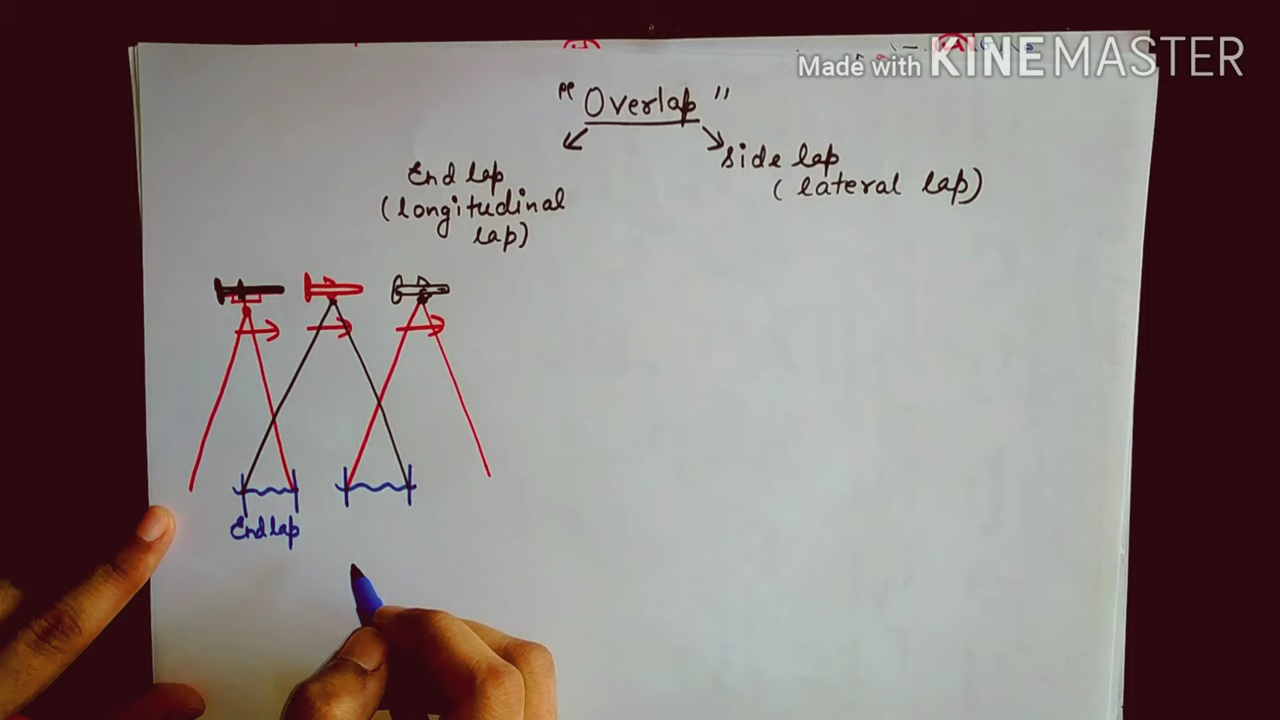 Made with KINEMASTER
"Overlap"
End lap
(longitudinal
lap)
side lap
(lateral lap)
End lap